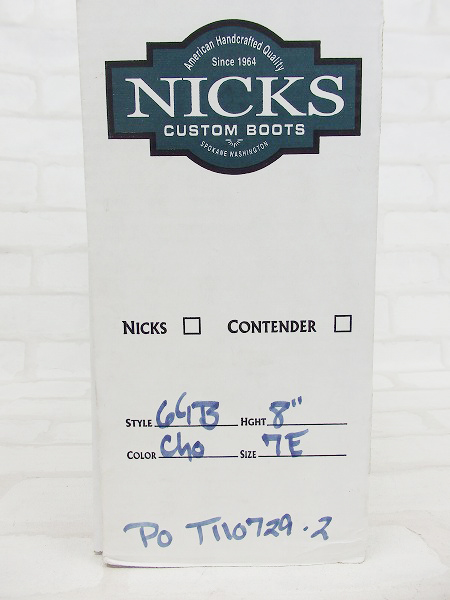 American Handcrafted Quality
Since 1964
NICKS
CUSTOM BOOTS
SPOKANE WASHINGTON
NICKS CONTENDER
STYLE 64B HGHT 8"
COLOR Cho SIZE 7E
PO T110729.2